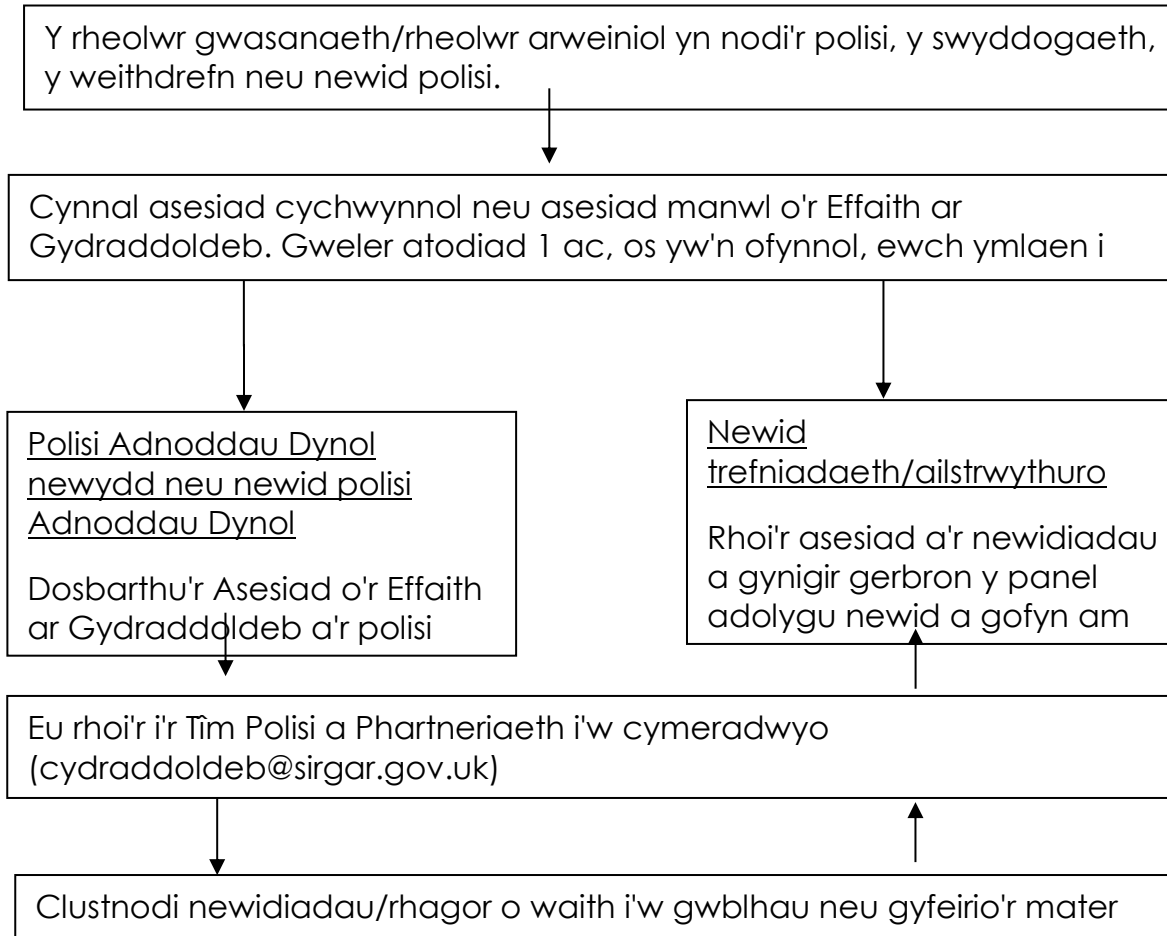 Y rheolwr gwasanaeth/rheolwr arweiniol yn nodi'r polisi, y swyddogaeth,
y weithdrefn neu newid polisi.
Cynnal asesiad cychwynnol neu asesiad manwl o'r Effaith ar
Gydraddoldeb. Gweler atodiad 1 ac, os yw'n ofynnol, ewch ymlaen i
Polisi Adnoddau Dynol
newydd neu newid polisi
Adnoddau Dynol
Dosbarthu'r Asesiad o'r Effaith
ar Gydraddoldeb a'r polisi
Newid
trefniadaeth/ailstrwythuro
Rhoi'r asesiad a'r newidiadau
a gynigir gerbron y panel
adolygu newid a gofyn am
Eu rhoi'r i'r Tîm Polisi a Phartneriaeth i'w cymeradwyo
(cydraddoldeb@sirgar.gov.uk)
Clustnodi newidiadau/rhagor o waith i'w gwblhau neu gyfeirio'r mater